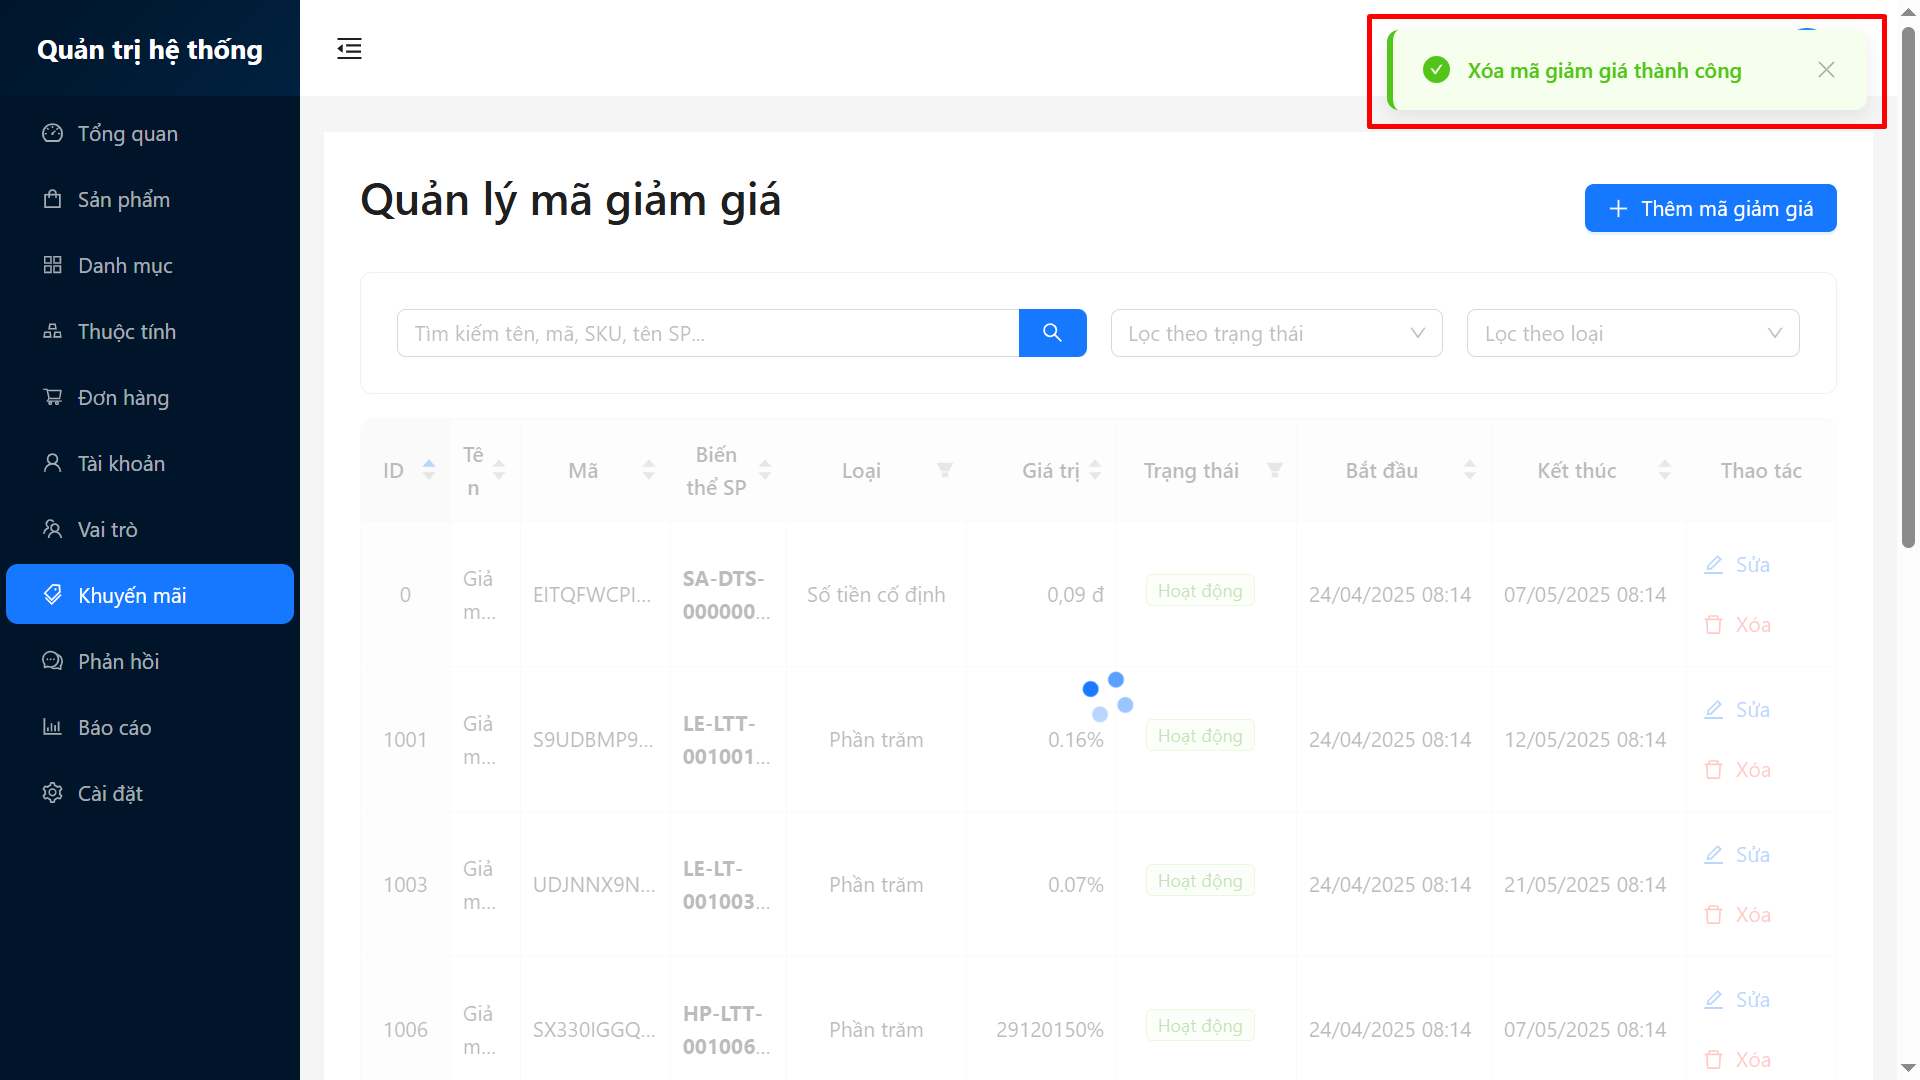 Quản trị hệ thống
Xóa mã giảm giá thành công
Tổng quan
Sản phẩm
Danh mục
Thuộc tính
Đơn hàng
Tài khoản
Vai trò
Khuyến mãi
Phản hồi
Báo cáo
Cài đặt
Quản lý mã giảm giá
Thêm mã giảm giá
Tìm kiếm tên, mã, SKU, tên SP...
Lọc theo trạng thái
Lọc theo loại
ID
Tê
n
Mã
Biến
thể SP
Loại
Giá trị
Trạng thái
Bắt đầu
Kết thúc
Thao tác
0
Giả
m...
EITQFWCPI...
SA-DTS-
000000...
Số tiền cố định
0,09 đ
Hoạt động
24/04/2025 08:14
07/05/2025 08:14
Sửa
Xóa
1001
Giả
m...
S9UDBMP9...
LE-LTT-
001001...
Phần trăm
0.16%
Hoạt động
24/04/2025 08:14
12/05/2025 08:14
Sửa
Xóa
1003
Giả
m...
UDJNNX9N...
LE-LT-
001003...
Phần trăm
0.07%
Hoạt động
24/04/2025 08:14
21/05/2025 08:14
Sửa
Xóa
1006
Giả
m...
SX330IGGQ...
HP-LTT-
001006...
Phần trăm
29120150%
Hoạt động
24/04/2025 08:14
07/05/2025 08:14
Sửa
Xóa